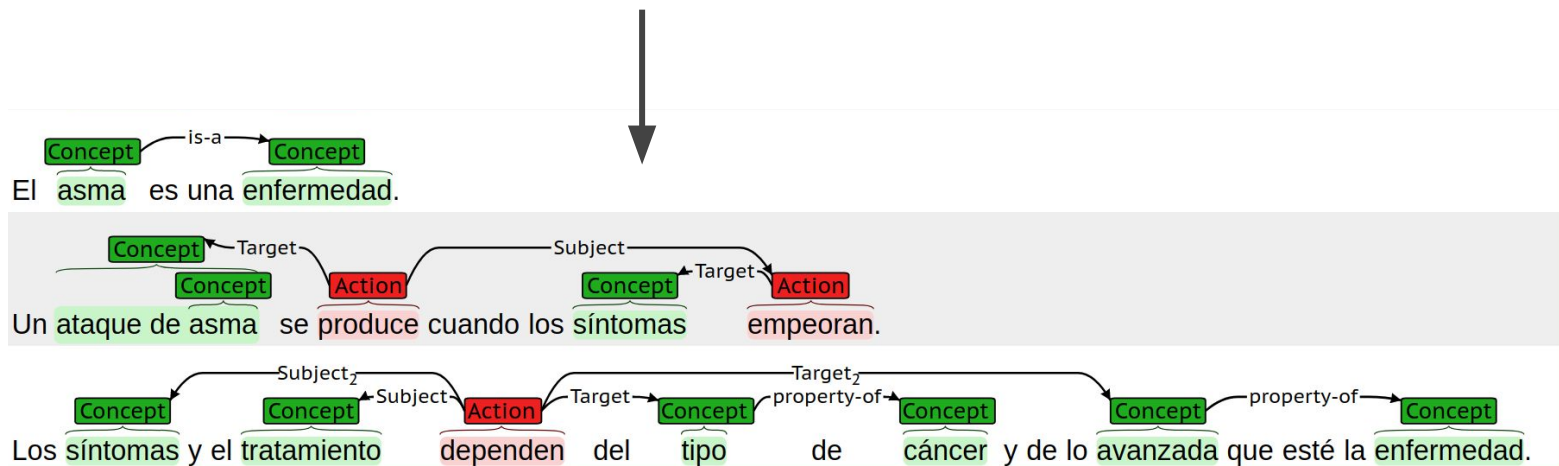 is-a
Concept Concept
El asma es una enfermedad.
Target Subject
Concept
Target
Concept Action Concept Action
Un ataque de asma se produce cuando los síntomas empeoran.
Subject2 Target2
Subject Target property-of property-of
Concept Concept Action Concept Concept Concept Concept
Los síntomas y el tratamiento dependen del tipo de cáncer y de lo avanzada que esté la enfermedad.